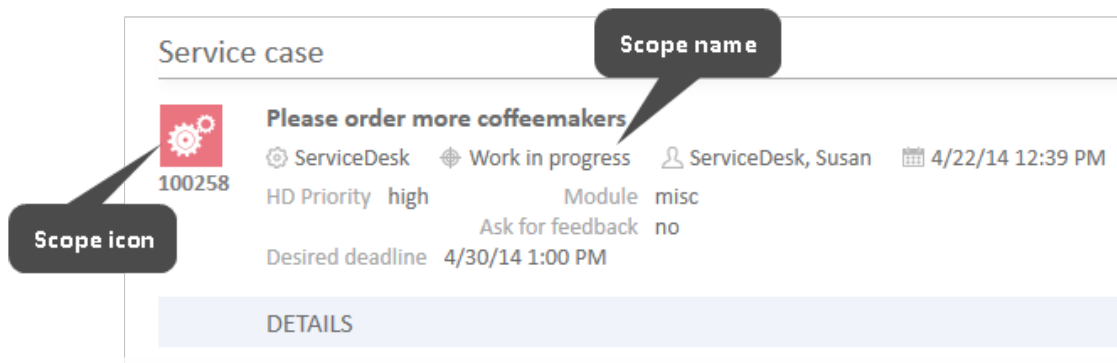 Service case
Scope name
Please order more coffeemakers
ServiceDesk Work in progress ServiceDesk, Susan 4/22/14 12:39 PM
100258
HD Priority high Module misc
Ask for feedback no
Scope icon
Desired deadline 4/30/14 1:00 PM
DETAILS